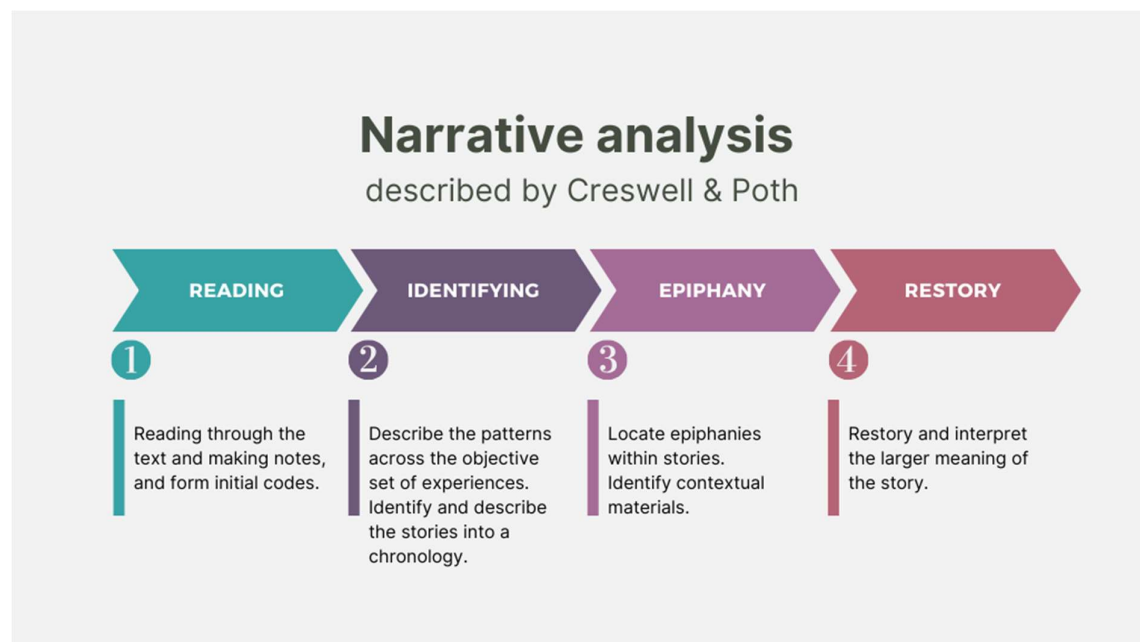 Narrative analysis
described by Creswell & Poth
READING
IDENTIFYING
EPIPHANY
RESTORY
1
2
3
4
Reading through the
text and making notes,
and form initial codes.
Describe the patterns
across the objective
set of experiences.
Identify and describe
the stories into a
chronology.
Locate epiphanies
within stories.
Identify contextual
materials.
Restory and interpret
the larger meaning of
the story.